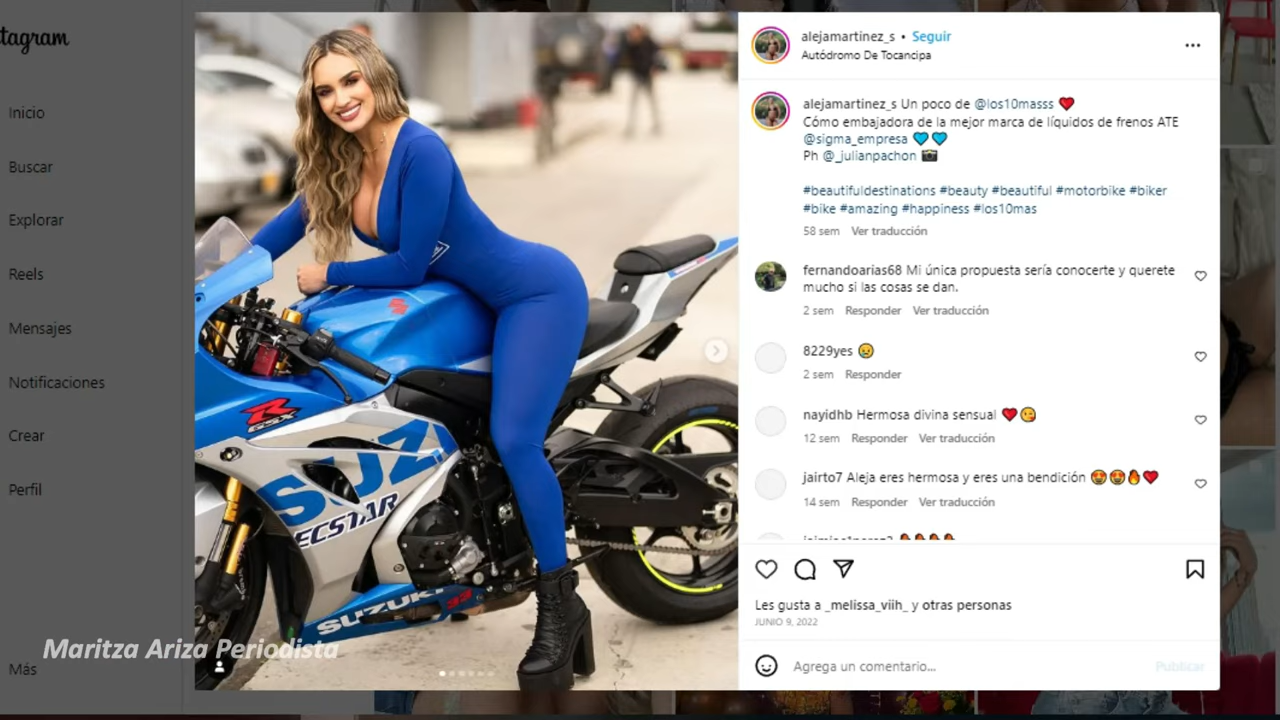 stagram
Inicio
Buscar
Explorar
Reels
Mensajes
Notificaciones
Crear
Perfil
Más
Maritza Ariza Periodista
R
GSX
SUZ
ECSTAR
SUZUKI
33
alejamartinez_s • Seguir
Autódromo De Tocancipa
alejamartinez_s Un poco de @los10masss ❤️
Cómo embajadora de la mejor marca de líquidos de frenos ATE
@sigma_empresa 🩵🩵
Ph @_julianpachon 📸
#beautifuldestinations #beauty #beautiful #motorbike #biker
#bike #amazing #happiness #los10mas
58 sem Ver traducción
fernandoarias68 Mi única propuesta sería conocerte y querete
mucho si las cosas se dan.
2 sem Responder Ver traducción
8229yes 😢
2 sem Responder
nayidhb Hermosa divina sensual ❤️😘
12 sem Responder Ver traducción
jairto7 Aleja eres hermosa y eres una bendición 😍😍🔥❤️
14 sem Responder Ver traducción
Les gusta a _melissa_viih_ y otras personas
JUNIO 9, 2022
Agrega un comentario...
Publicar